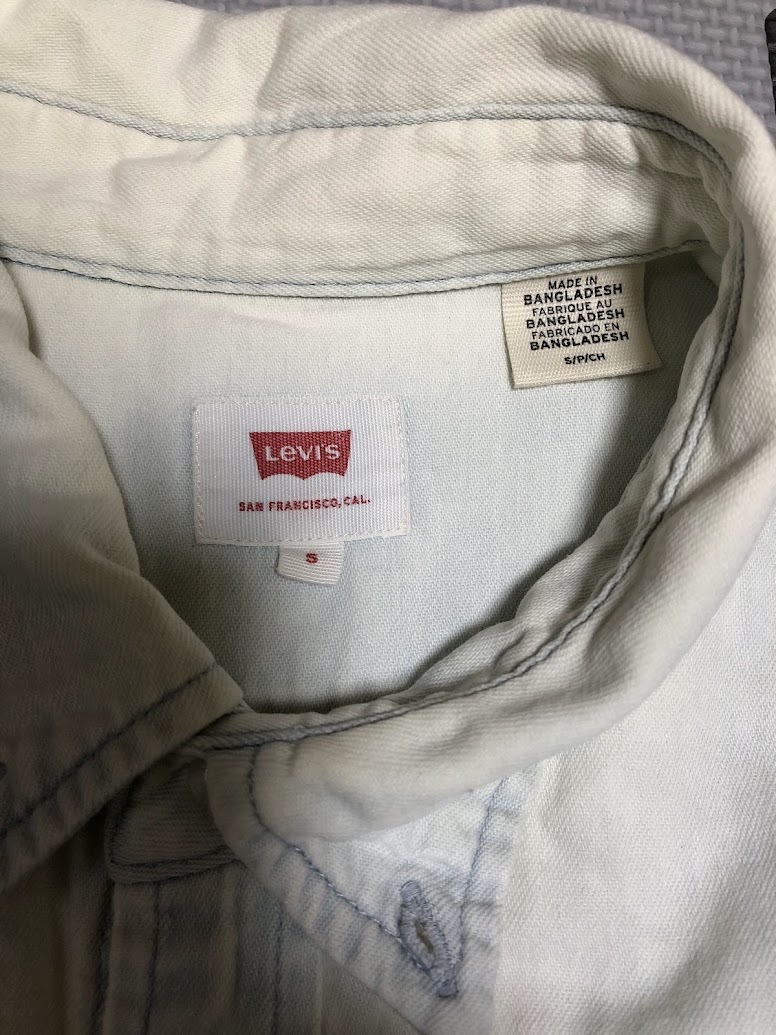 MADE IN
BANGLADESH
FABRIQUE AU
BANGLADESH
FABRICADO EN
BANGLADESH
S/P/CH
Levi's
SAN FRANCISCO, CAL.
S